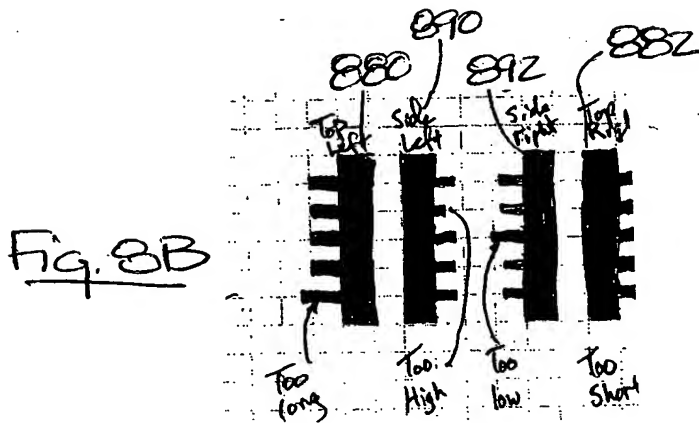 890
882
880
892
Top Left
Side Left
Side Right
Top
Fig. 8B
Too long
Too High
Too low
Too Short